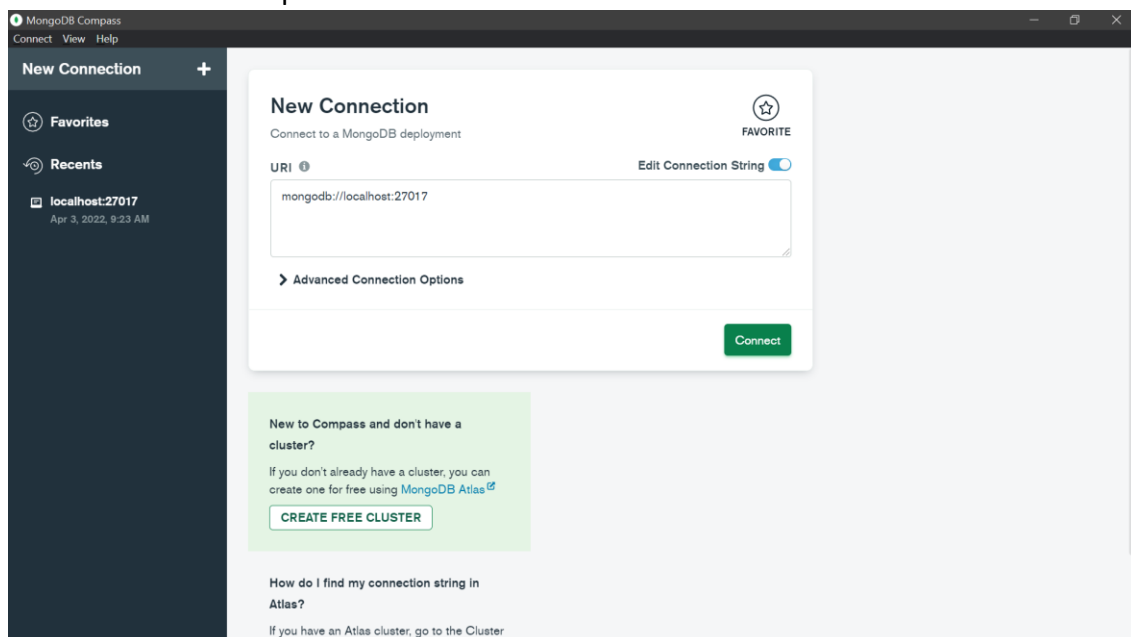 MongoDB Compass
Connect View Help
New Connection +
Favorites
Recents
localhost:27017
Apr 3, 2022, 9:23 AM
New Connection
Connect to a MongoDB deployment
FAVORITE
URI
Edit Connection String
mongodb://localhost:27017
Advanced Connection Options
Connect
New to Compass and don't have a
cluster?
If you don't already have a cluster, you can
create one for free using MongoDB Atlas
CREATE FREE CLUSTER
How do I find my connection string in
Atlas?
If you have an Atlas cluster, go to the Cluster